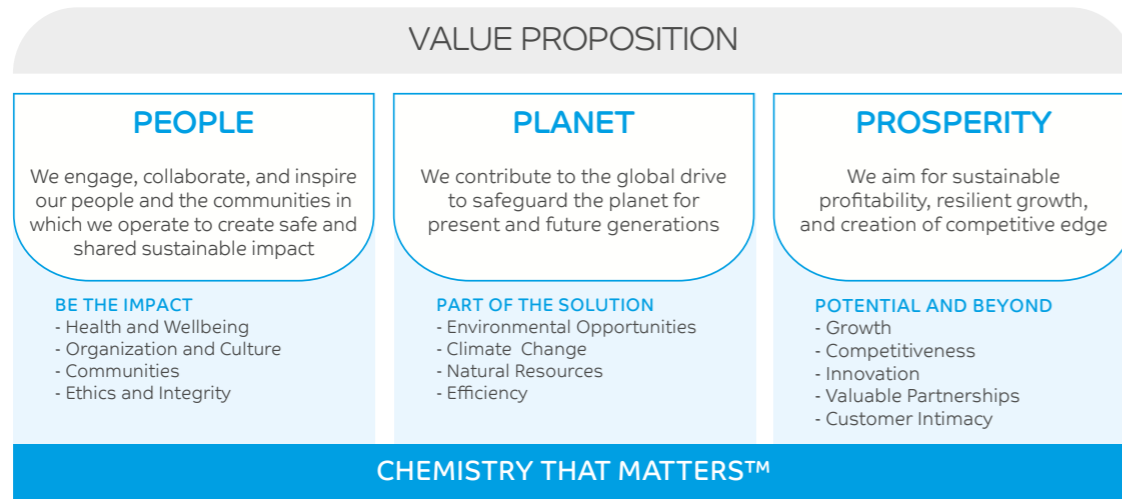 VALUE PROPOSITION
PEOPLE
We engage, collaborate, and inspire
our people and the communities in
which we operate to create safe and
shared sustainable impact
BE THE IMPACT
- Health and Wellbeing
- Organization and Culture
- Communities
- Ethics and Integrity
PLANET
We contribute to the global drive
to safeguard the planet for
present and future generations
PART OF THE SOLUTION
- Environmental Opportunities
- Climate Change
- Natural Resources
- Efficiency
PROSPERITY
We aim for sustainable
profitability, resilient growth,
and creation of competitive edge
POTENTIAL AND BEYOND
- Growth
- Competitiveness
- Innovation
- Valuable Partnerships
- Customer Intimacy
CHEMISTRY THAT MATTERS™